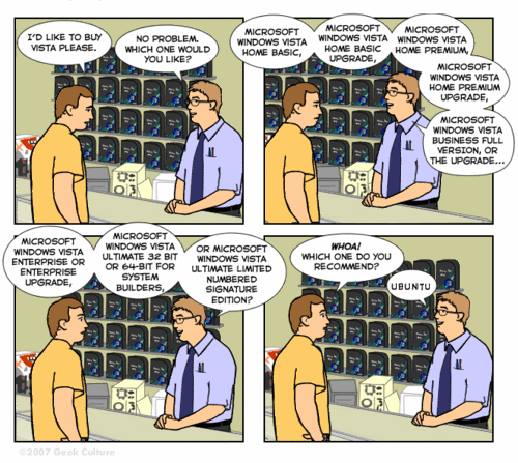 I'D LIKE TO BUY
VISTA PLEASE.
NO PROBLEM.
WHICH ONE WOULD
YOU LIKE?
MICROSOFT
WINDOWS VISTA
HOME BASIC,
MICROSOFT
WINDOWS VISTA
HOME BASIC
UPGRADE,
MICROSOFT
WINDOWS VISTA
HOME PREMIUM,
MICROSOFT
WINDOWS VISTA
HOME PREMIUM
UPGRADE,
MICROSOFT
WINDOWS VISTA
BUSINESS FULL
VERSION, OR
THE UPGRADE...
MICROSOFT
WINDOWS VISTA
ENTERPRISE OR
ENTERPRISE
UPGRADE,
MICROSOFT
WINDOWS VISTA
ULTIMATE 32 BIT
OR 64-BIT FOR
SYSTEM
BUILDERS,
OR MICROSOFT
WINDOWS VISTA
ULTIMATE LIMITED
NUMBERED
SIGNATURE
EDITION?
WHOA!
WHICH ONE DO YOU
RECOMMEND?
UBUNITU
©2007 Geek Culture